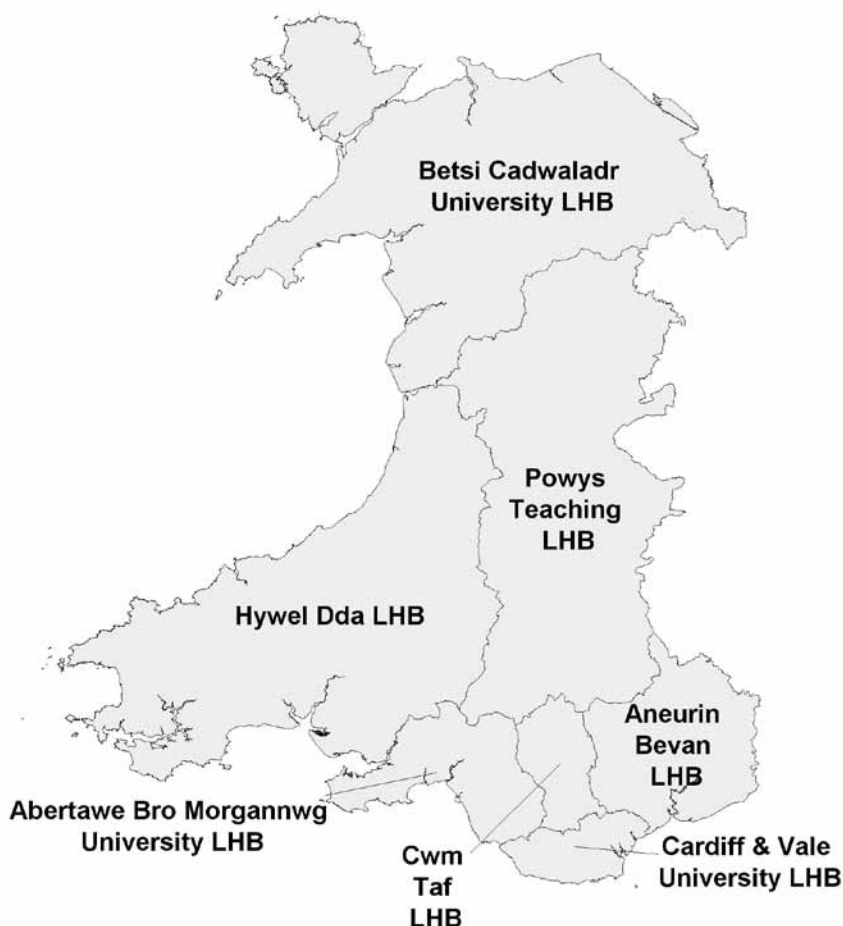 Betsi Cadwaladr
University LHB
Powys
Teaching
LHB
Hywel Dda LHB
Aneurin
Bevan
LHB
Abertawe Bro Morgannwg
University LHB
Cwm
Taf
LHB
Cardiff & Vale
University LHB